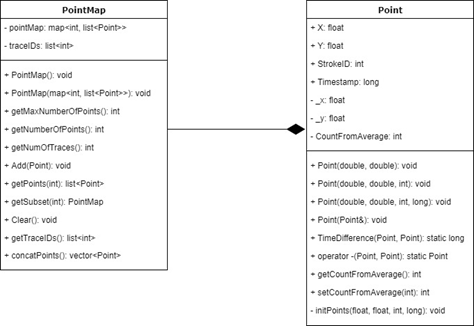 PointMap
- pointMap: map<int, list<Point>>
- traceIDs: list<int>
+ PointMap(): void
+ PointMap(map<int, list<Point>>): void
+ getMaxNumberOfPoints(): int
+ getNumberOfPoints(): int
+ getNumOfTraces(): int
+ Add(Point): void
+ getPoints(int): list<Point>
+ getSubset(int): PointMap
+ Clear(): void
+ getTraceIDs(): list<int>
+ concatPoints(): vector<Point>
Point
+ X: float
+ Y: float
+ StrokeID: int
+ Timestamp: long
- _x: float
- _y: float
- CountFromAverage: int
+ Point(double, double): void
+ Point(double, double, int): void
+ Point(double, double, int, long): void
+ Point(Point&): void
+ TimeDifference(Point, Point): static long
+ operator -(Point, Point): static Point
+ getCountFromAverage(): int
+ setCountFromAverage(int): int
- initPoints(float, float, int, long): void